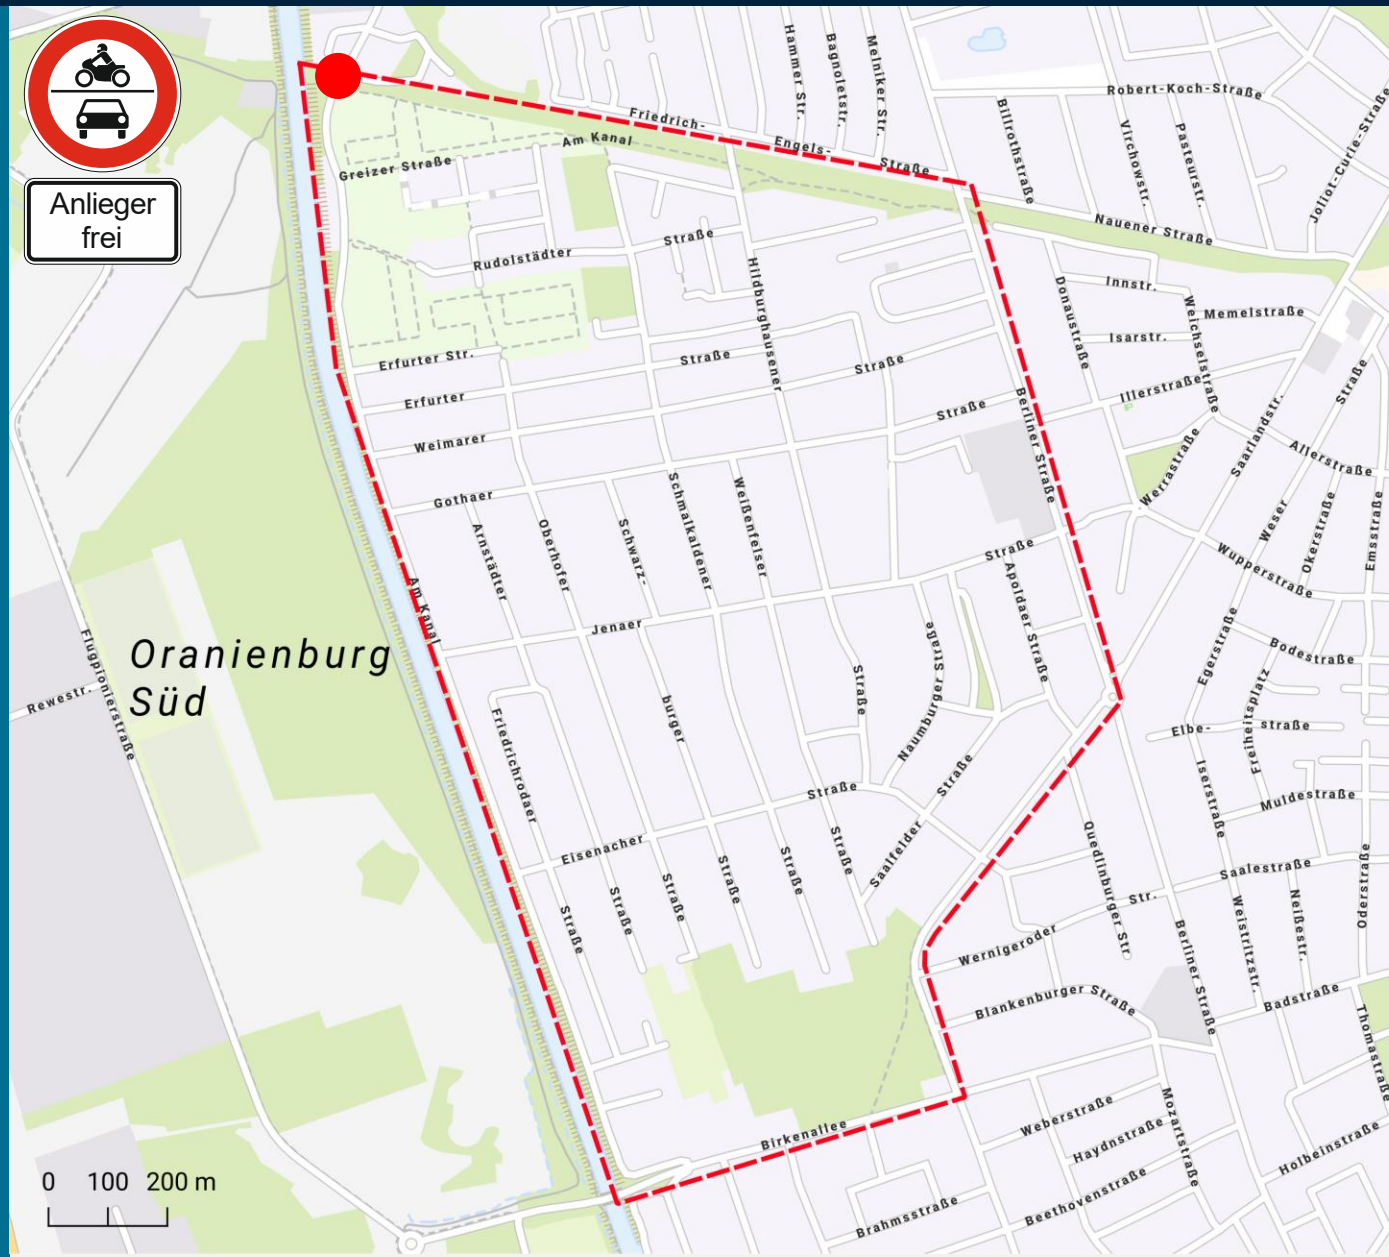 Anlieger
frei
Hammer Str.
Bagnoletstr.
Melniker Str.
Robert-Koch-Straße
Friedrich-
Engels-
Straße
Am Kanal
Billrothstraße
Virchowstr.
Pasteurstr.
Joliot-Curie-Straße
Greizer Straße
Nauener Straße
Rudolstädter
Straße
Hildburghausener
Donaustraße
Innstr.
Weichselstraße
Memelstraße
Isarstr.
Erfurter Str.
Straße
Straße
Illerstraße
Straße
Erfurter
Straße
Berliner Straße
Weimarer
Saarlandstr.
Allerstraße
Werrastraße
Gothaer
Schmalkaldener
Weißenfelser
Arnstädter
Oberhofer
Schwarz-
Weser
Okerstraße
Emsstraße
Straße
Wupperstraße
Apoldaer Straße
Am Kanal
Jenaer
Naumburger Straße
Egerstraße
Bodestraße
Oranienburg
Süd
Flugpionierstraße
Rewestr.
Straße
burger
Freiheitsplatz
Elbe-
straße
Friedrichrodaer
Straße
Iserstraße
Muldestraße
Straße
Eisenacher
Saalfelder
Straße
Quedlinburger Str
Saalestraße
Straße
Straße
Straße
Straße
Straße
Str.
Wernigeroder
Weistritzstr.
Neißestr.
Oderstraße
Berliner Straße
Blankenburger Straße
Badstraße
Thomastraße
Birkenallee
Weberstraße
Haydnstraße
Mozartstraße
Holbeinstraße
Beethovenstraße
Brahmsstraße
0 100 200 m